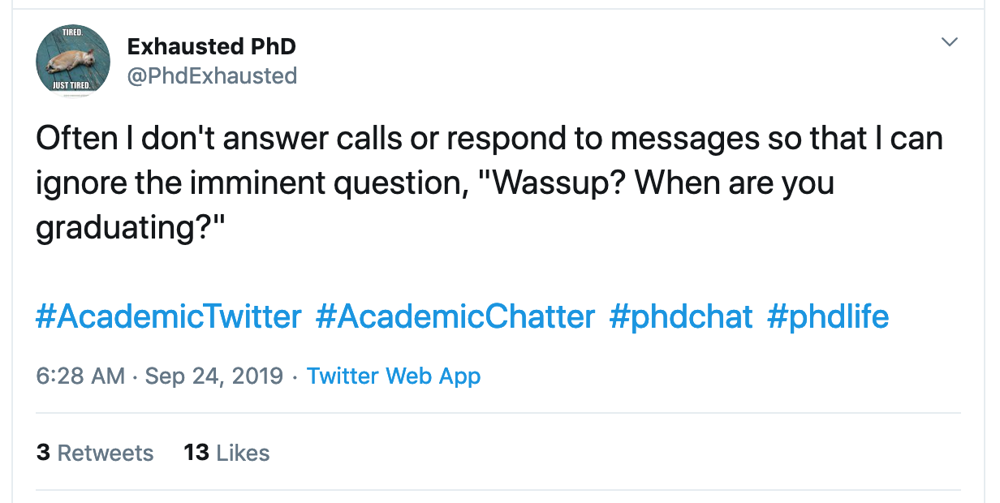 TIRED.
JUST TIRED.
Exhausted PhD
@PhdExhausted
Often I don't answer calls or respond to messages so that I can
ignore the imminent question, "Wassup? When are you
graduating?"
#AcademicTwitter #AcademicChatter #phdchat #phdlife
6:28 AM · Sep 24, 2019 · Twitter Web App
3 Retweets 13 Likes